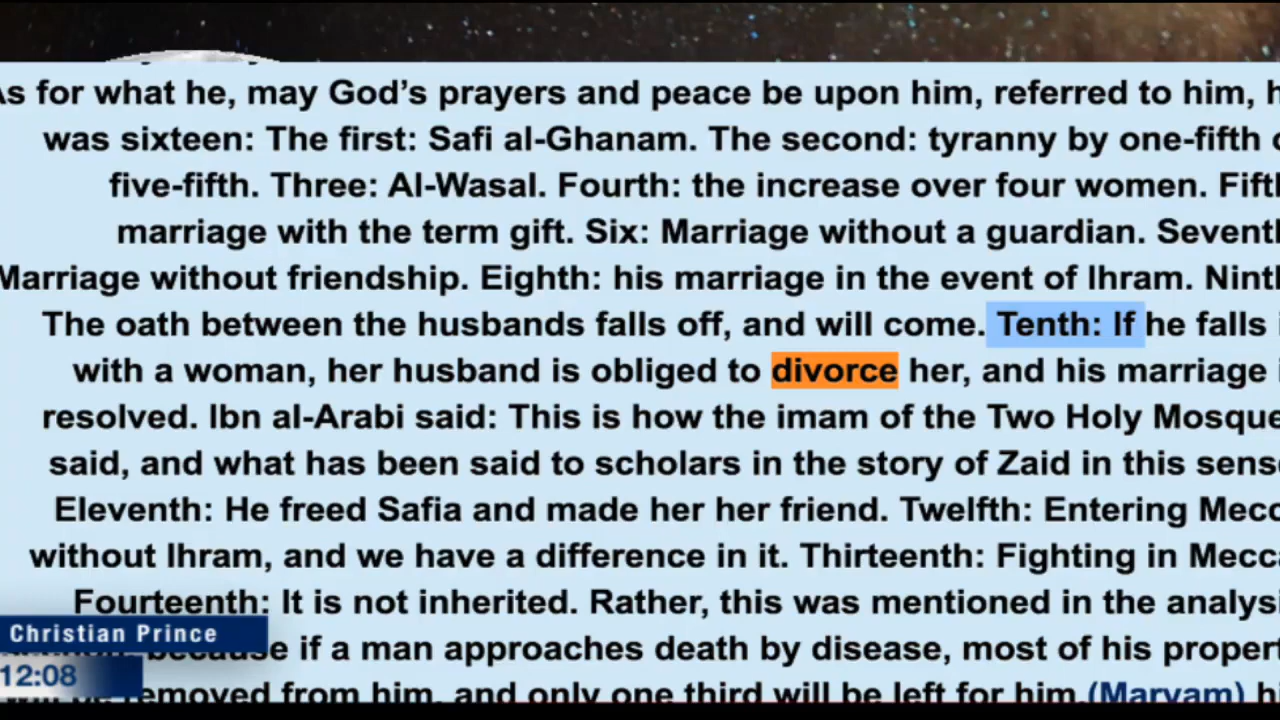 As for what he, may God's prayers and peace be upon him, referred to him,
was sixteen: The first: Safi al-Ghanam. The second: tyranny by one-fifth
five-fifth. Three: Al-Wasal. Fourth: the increase over four women.
marriage with the term gift. Six: Marriage without a guardian.
Marriage without friendship. Eighth: his marriage in the event of Ihram.
The oath between the husbands falls off, and will come. Tenth: If he falls
with a woman, her husband is obliged to divorce her, and his marriage
resolved. Ibn al-Arabi said: This is how the imam of the Two Holy
said, and what has been said to scholars in the story of Zaid in this
Eleventh: He freed Safia and made her her friend. Twelfth: Entering
without Ihram, and we have a difference in it. Thirteenth: Fighting in
Fourteenth: It is not inherited. Rather, this was mentioned in the
Christian Prince
because if a man approaches death by disease, most of his
12:08
removed from him, and only one third will be left for him (Maryam)